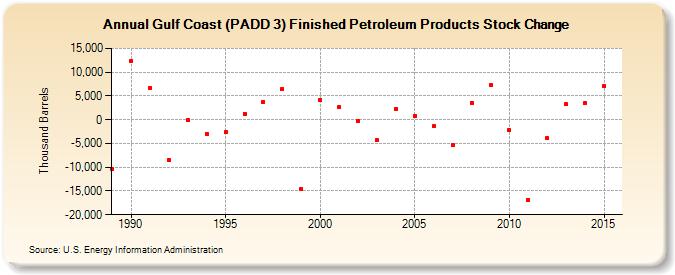 Annual Gulf Coast (PADD 3) Finished Petroleum Products Stock Change
Thousand Barrels
15,000
10,000
5,000
0
-5,000
-10,000
-15,000
-20,000
1990 1995 2000 2005 2010 2015
Source: U.S. Energy Information Administration